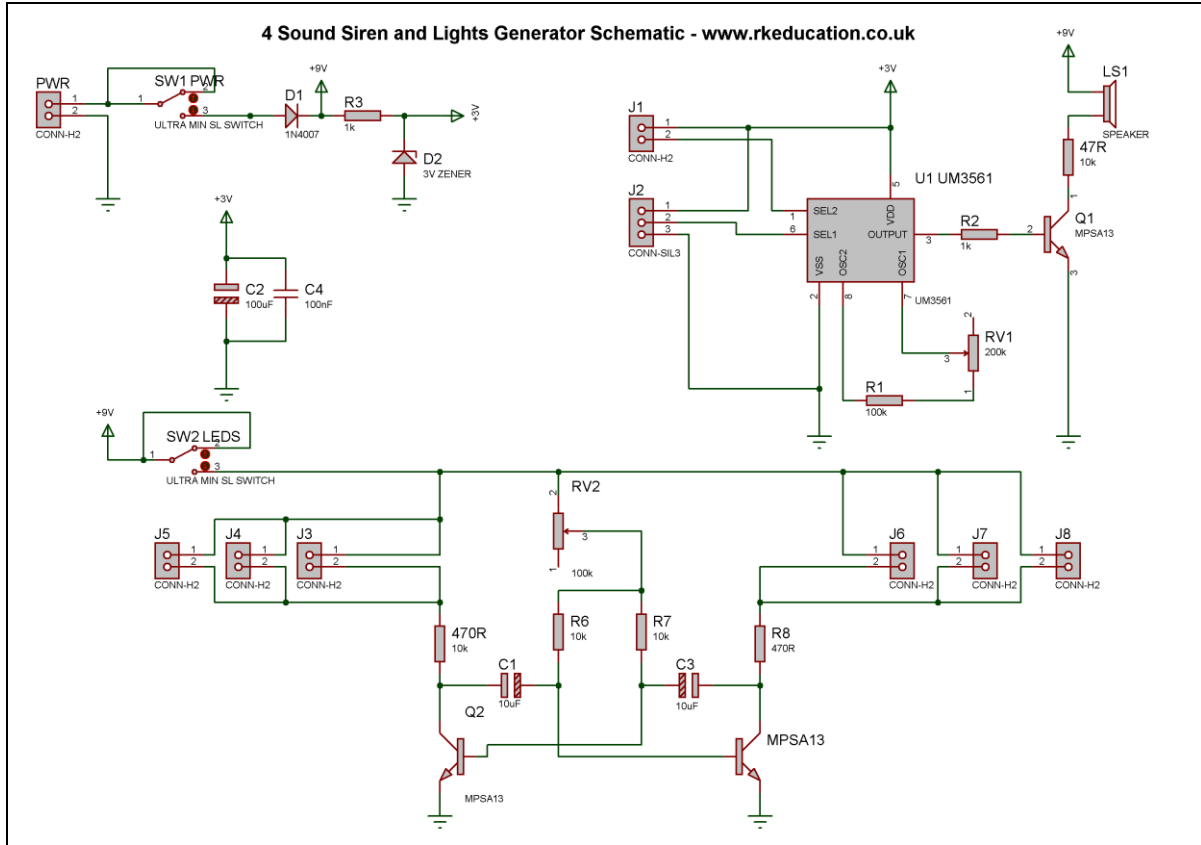 4 Sound Siren and Lights Generator Schematic - www.rkeducation.co.uk
PWR
1
2
CONN-H2
SW1 PWR
1
2
3
ULTRA MIN SL SWITCH
D1
1N4007
+9V
R3
1k
+3V
D2
3V ZENER
+3V
C2
100uF
C4
100nF
J1
1
2
CONN-H2
J2
1
2
3
CONN-SIL3
+3V
U1 UM3561
5
VDD
SEL2
1
SEL1
6
OUTPUT
3
VSS
2
OSC2
8
OSC1
7
UM3561
R2
1k
+9V
LS1
SPEAKER
47R
10k
1
2
3
Q1
MPSA13
2
3
1
RV1
200k
R1
100k
+9V
SW2 LEDS
1
2
3
ULTRA MIN SL SWITCH
J5
1
2
CONN-H2
J4
1
2
CONN-H2
J3
1
2
CONN-H2
RV2
2
3
1
100k
J6
1
2
CONN-H2
J7
1
2
CONN-H2
J8
1
2
CONN-H2
470R
10k
R6
10k
R7
10k
R8
470R
C1
10uF
C3
10uF
Q2
MPSA13
MPSA13